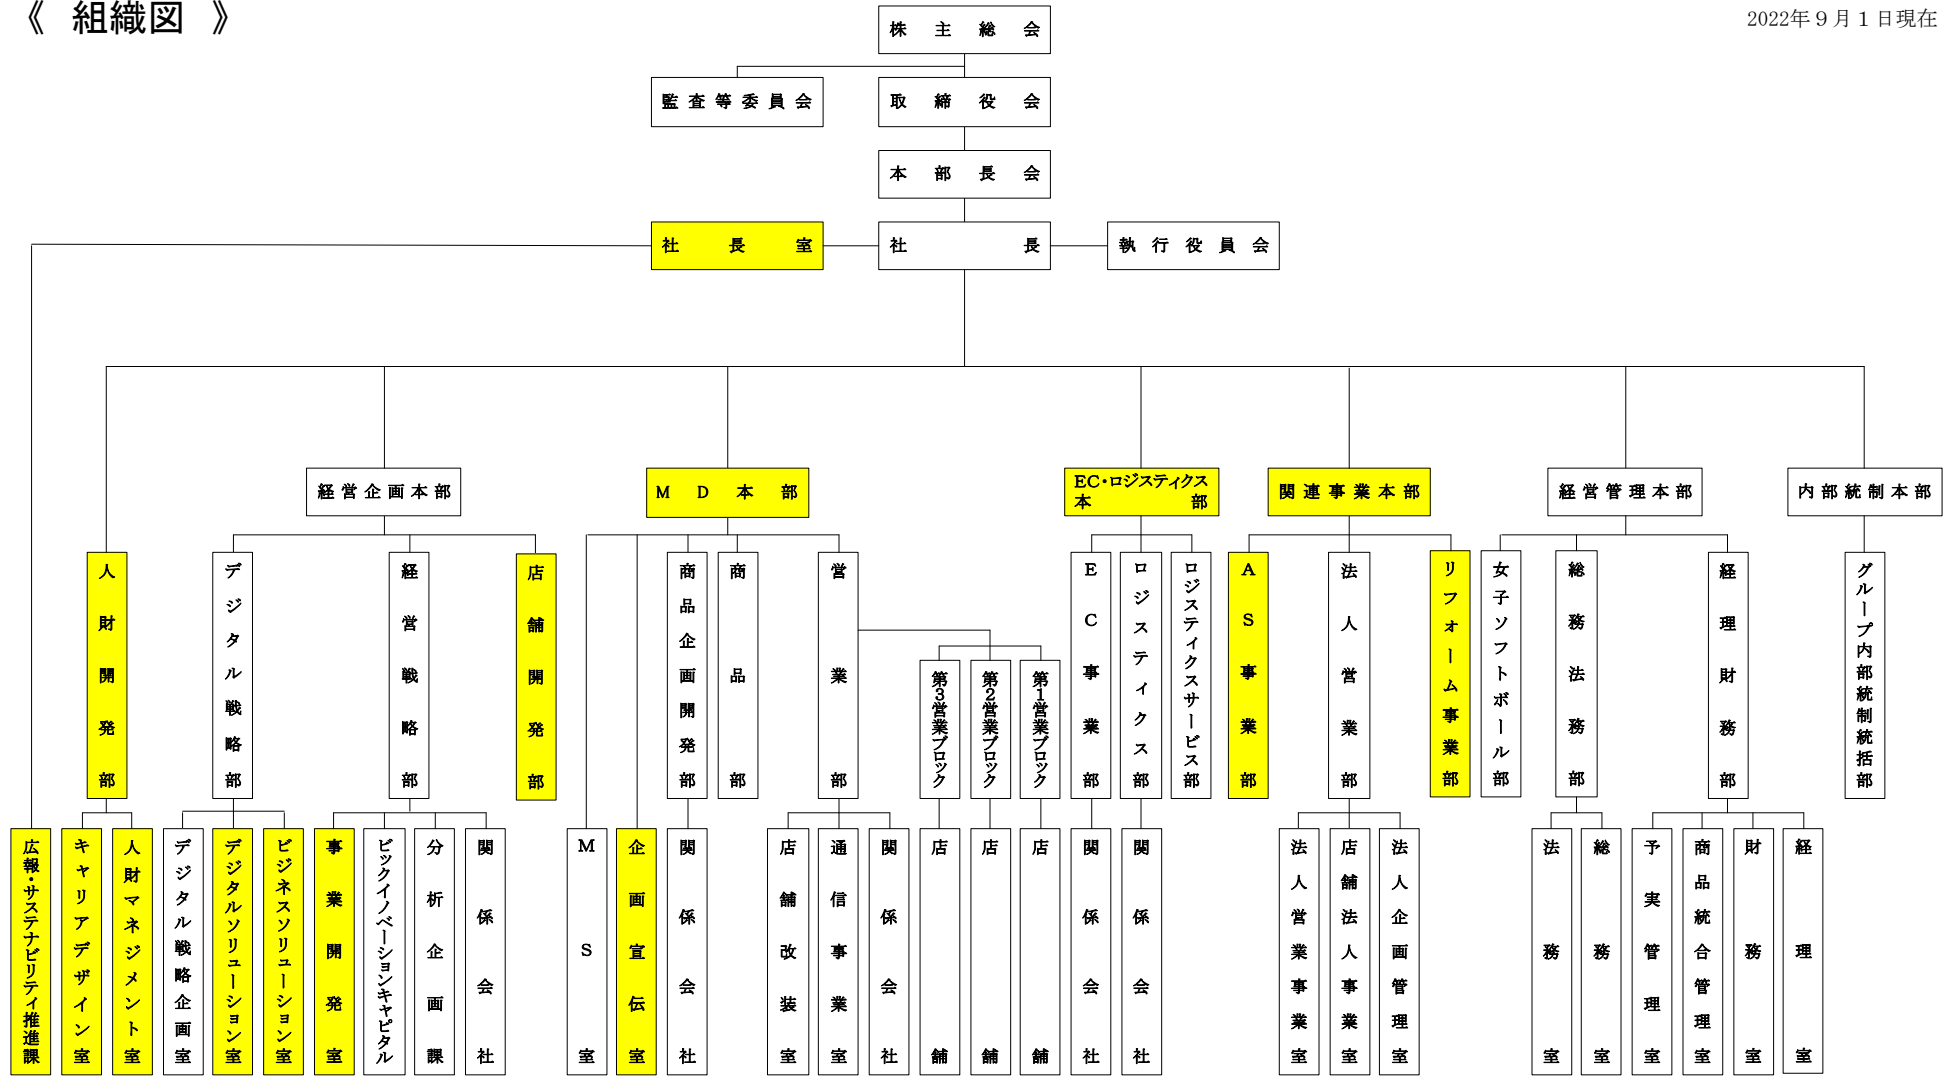 《 組織図 》
2022年９月１日現在
株主総会
監査等委員会
取締役会
本部長会
社長室
社長
執行役員会
経営企画本部
ＭＤ本部
EC・ロジスティクス
本部
関連事業本部
経営管理本部
内部統制本部
人財開発部
デジタル戦略部
経営戦略部
店舗開発部
商品企画開発部
商品部
営業部
第３営業ブロック
第２営業ブロック
第１営業ブロック
ＥＣ事業部
ロジスティクス部
ロジスティクスサービス部
ＡＳ事業部
法人営業部
リフォーム事業部
女子ソフトボール部
総務法務部
経理財務部
グループ内部統制統括部
広報・サステナビリティ推進課
キャリアデザイン室
人財マネジメント室
デジタル戦略企画室
デジタルソリューション室
ビジネスソリューション室
事業開発室
ビックイノベーションキャピタル
分析企画課
関係会社
ＭＳ室
企画宣伝室
関係会社
店舗改装室
通信事業室
関係会社
店舗
店舗
店舗
関係会社
関係会社
法人営業事業室
店舗法人事業室
法人企画管理室
法務室
総務室
予実管理室
商品統合管理室
財務室
経理室